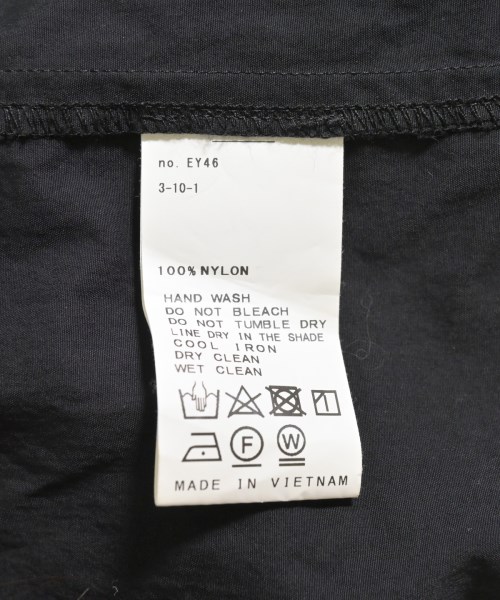 no. EY46
3-10-1
100% NYLON
HAND WASH
DO NOT BLEACH
DO NOT TUMBLE DRY
LINE DRY IN THE SHADE
COOL IRON
DRY CLEAN
WET CLEAN
F W
MADE IN VIETNAM